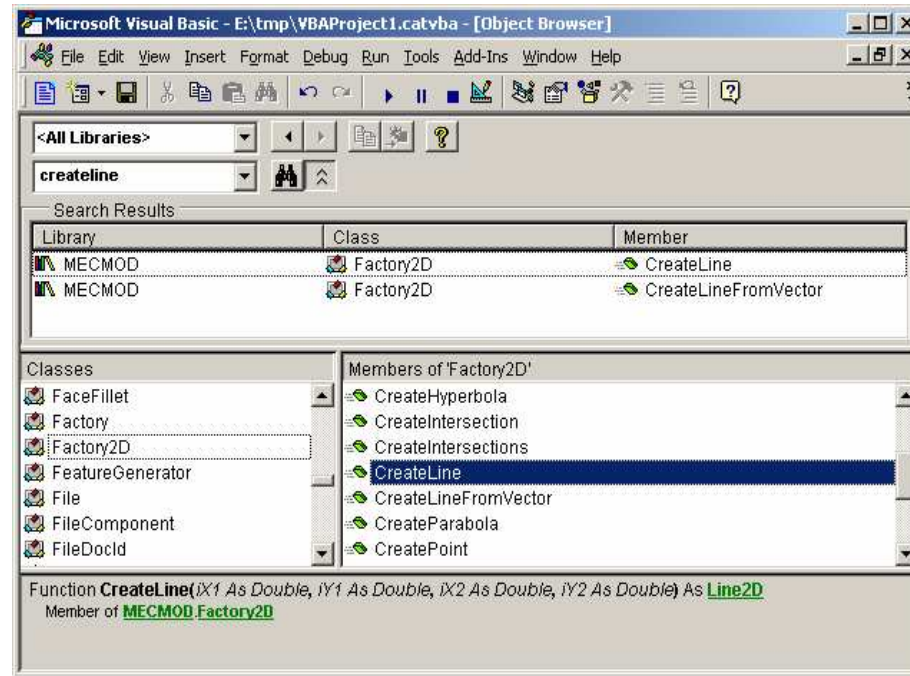 Microsoft Visual Basic - E:\tmp\VBAProject1.catvba - [Object Browser]
File Edit View Insert Format Debug Run Tools Add-Ins Window Help
<All Libraries>
createline
Search Results
Library Class Member
MECMOD Factory2D CreateLine
MECMOD Factory2D CreateLineFromVector
Classes
FaceFillet
Factory
Factory2D
FeatureGenerator
File
FileComponent
FileDocId
Members of 'Factory2D'
CreateHyperbola
CreateIntersection
CreateIntersections
CreateLine
CreateLineFromVector
CreateParabola
CreatePoint
Function CreateLine(iX1 As Double, iY1 As Double, iX2 As Double, iY2 As Double) As Line2D
Member of MECMOD.Factory2D